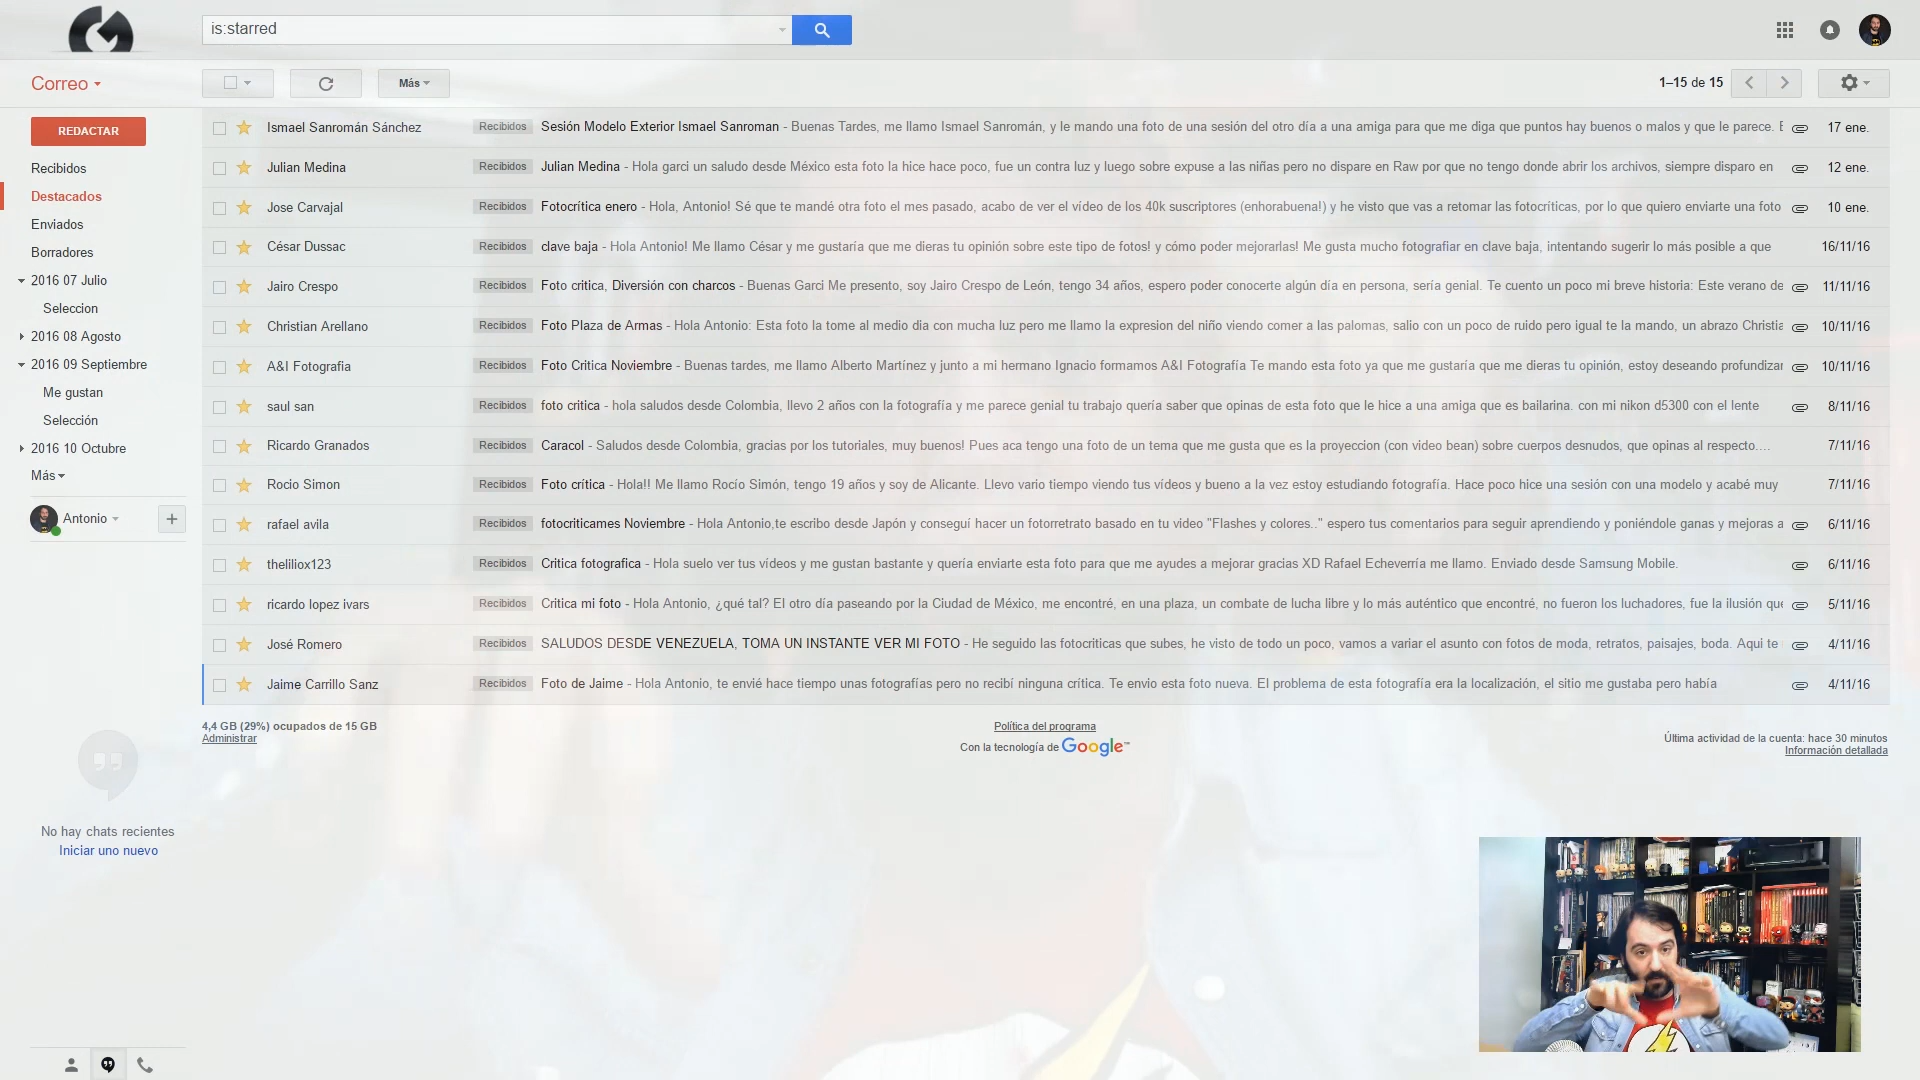 is:starred
Correo
Más
1–15 de 15
REDACTAR
Recibidos
Destacados
Enviados
Borradores
2016 07 Julio
Seleccion
2016 08 Agosto
2016 09 Septiembre
Me gustan
Selección
2016 10 Octubre
Más
Antonio
Ismael Sanromán Sánchez Recibidos Sesión Modelo Exterior Ismael Sanroman - Buenas Tardes, me llamo Ismael Sanromán, y le mando una foto de una sesión del otro día a una amiga para que me diga que puntos hay buenos o malos y que le parece. 17 ene.
Julian Medina Recibidos Julian Medina - Hola garci un saludo desde México esta foto la hice hace poco, fue un contra luz y luego sobre expuse a las niñas pero no dispare en Raw por que no tengo donde abrir los archivos, siempre disparo en 12 ene.
Jose Carvajal Recibidos Fotocrítica enero - Hola, Antonio! Sé que te mandé otra foto el mes pasado, acabo de ver el vídeo de los 40k suscriptores (enhorabuena!) y he visto que vas a retomar las fotocríticas, por lo que quiero enviarte una foto 10 ene.
César Dussac Recibidos clave baja - Hola Antonio! Me llamo César y me gustaría que me dieras tu opinión sobre este tipo de fotos! y cómo poder mejorarlas! Me gusta mucho fotografiar en clave baja, intentando sugerir lo más posible a que 16/11/16
Jairo Crespo Recibidos Foto critica, Diversión con charcos - Buenas Garci Me presento, soy Jairo Crespo de León, tengo 34 años, espero poder conocerte algún día en persona, sería genial. Te cuento un poco mi breve historia: Este verano de 11/11/16
Christian Arellano Recibidos Foto Plaza de Armas - Hola Antonio: Esta foto la tome al medio dia con mucha luz pero me llamo la expresion del niño viendo comer a las palomas, salio con un poco de ruido pero igual te la mando, un abrazo Christia 10/11/16
A&I Fotografia Recibidos Foto Critica Noviembre - Buenas tardes, me llamo Alberto Martínez y junto a mi hermano Ignacio formamos A&I Fotografía Te mando esta foto ya que me gustaría que me dieras tu opinión, estoy deseando profundizar 10/11/16
saul san Recibidos foto critica - hola saludos desde Colombia, llevo 2 años con la fotografía y me parece genial tu trabajo quería saber que opinas de esta foto que le hice a una amiga que es bailarina. con mi nikon d5300 con el lente 8/11/16
Ricardo Granados Recibidos Caracol - Saludos desde Colombia, gracias por los tutoriales, muy buenos! Pues aca tengo una foto de un tema que me gusta que es la proyeccion (con video bean) sobre cuerpos desnudos, que opinas al respecto.... 7/11/16
Rocio Simon Recibidos Foto crítica - Hola!! Me llamo Rocío Simón, tengo 19 años y soy de Alicante. Llevo vario tiempo viendo tus vídeos y bueno a la vez estoy estudiando fotografía. Hace poco hice una sesión con una modelo y acabé muy 7/11/16
rafael avila Recibidos fotocriticames Noviembre - Hola Antonio,te escribo desde Japón y conseguí hacer un fotorretrato basado en tu video "Flashes y colores.." espero tus comentarios para seguir aprendiendo y poniéndole ganas y mejoras a 6/11/16
theliliox123 Recibidos Critica fotografica - Hola suelo ver tus vídeos y me gustan bastante y quería enviarte esta foto para que me ayudes a mejorar gracias XD Rafael Echeverría me llamo. Enviado desde Samsung Mobile. 6/11/16
ricardo lopez ivars Recibidos Critica mi foto - Hola Antonio, ¿qué tal? El otro día paseando por la Ciudad de México, me encontré, en una plaza, un combate de lucha libre y lo más auténtico que encontré, no fueron los luchadores, fue la ilusión que 5/11/16
José Romero Recibidos SALUDOS DESDE VENEZUELA, TOMA UN INSTANTE VER MI FOTO - He seguido las fotocriticas que subes, he visto de todo un poco, vamos a variar el asunto con fotos de moda, retratos, paisajes, boda. Aqui te 4/11/16
Jaime Carrillo Sanz Recibidos Foto de Jaime - Hola Antonio, te envié hace tiempo unas fotografías pero no recibí ninguna crítica. Te envio esta foto nueva. El problema de esta fotografía era la localización, el sitio me gustaba pero había 4/11/16
4,4 GB (29%) ocupados de 15 GB
Administrar
Política del programa
Con la tecnología de Google™
Última actividad de la cuenta: hace 30 minutos
Información detallada
No hay chats recientes
Iniciar uno nuevo